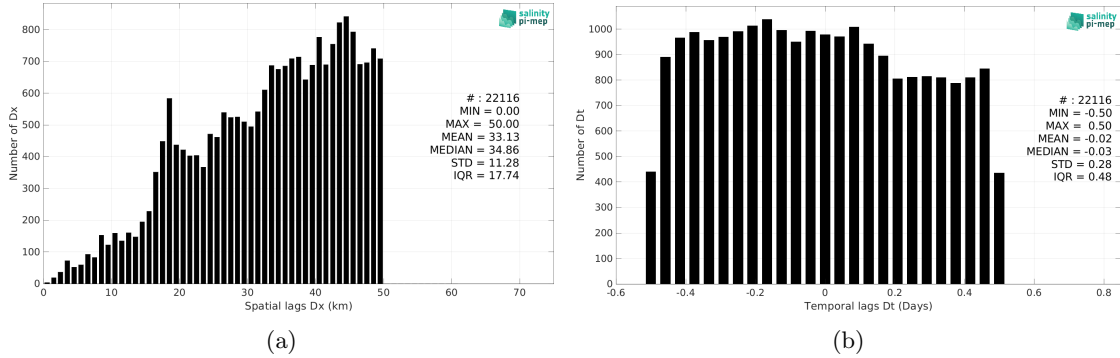 salinity
pi-mep
Number of Dx
800
700
600
500
400
300
200
100
0
# : 22116
MIN = 0.00
MAX = 50.00
MEAN = 33.13
MEDIAN = 34.86
STD = 11.28
IQR = 17.74
0 10 20 30 40 50 60 70
Spatial lags Dx (km)
(a)
salinity
pi-mep
Number of Dt
1000
900
800
700
600
500
400
300
200
100
0
# : 22116
MIN = -0.50
MAX = 0.50
MEAN = -0.02
MEDIAN = -0.03
STD = 0.28
IQR = 0.48
-0.6 -0.4 -0.2 0 0.2 0.4 0.6 0.8
Temporal lags Dt (Days)
(b)